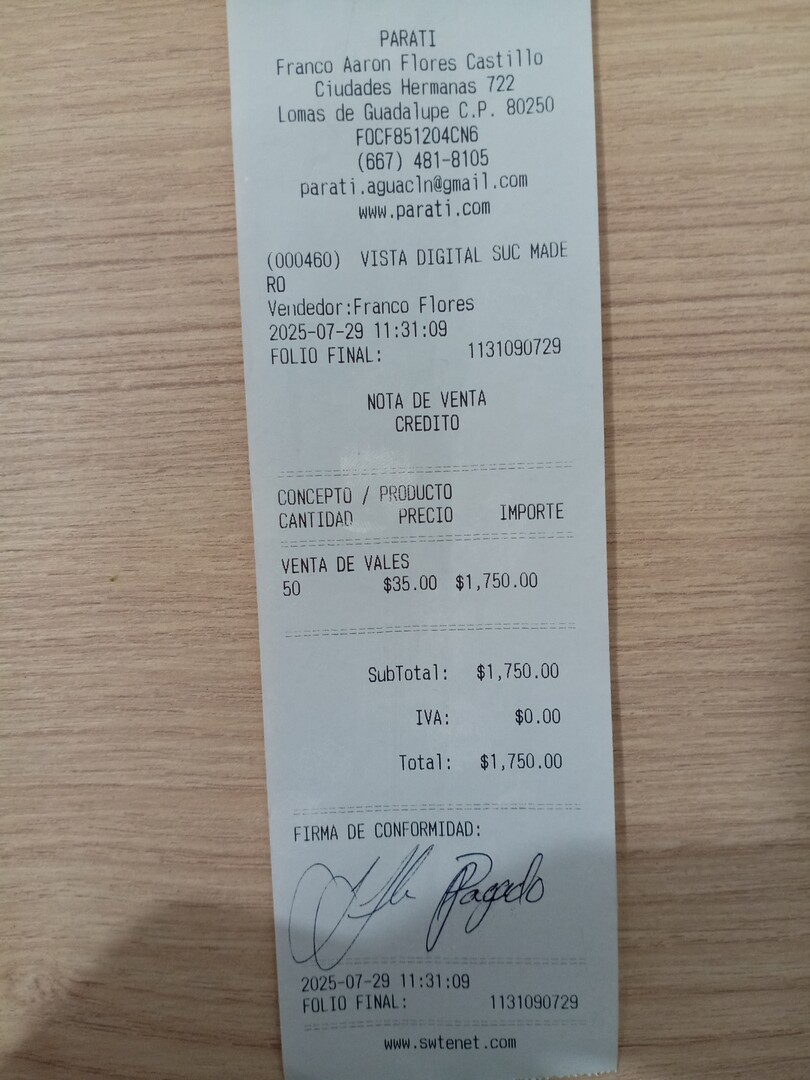 PARATI
Franco Aaron Flores Castillo
Ciudades Hermanas 722
Lomas de Guadalupe C.P. 80250
FOCF851204CN6
(667) 481-8105
parati.aguacln@gmail.com
www.parati.com
(000460) VISTA DIGITAL SUC MADE
RO
Vendedor:Franco Flores
2025-07-29 11:31:09
FOLIO FINAL: 1131090729
NOTA DE VENTA
CREDITO
CONCEPTO / PRODUCTO
CANTIDAD PRECIO IMPORTE
VENTA DE VALES
50 $35.00 $1,750.00
SubTotal: $1,750.00
IVA: $0.00
Total: $1,750.00
FIRMA DE CONFORMIDAD:
Pagado
2025-07-29 11:31:09
FOLIO FINAL: 1131090729
www.swtenet.com